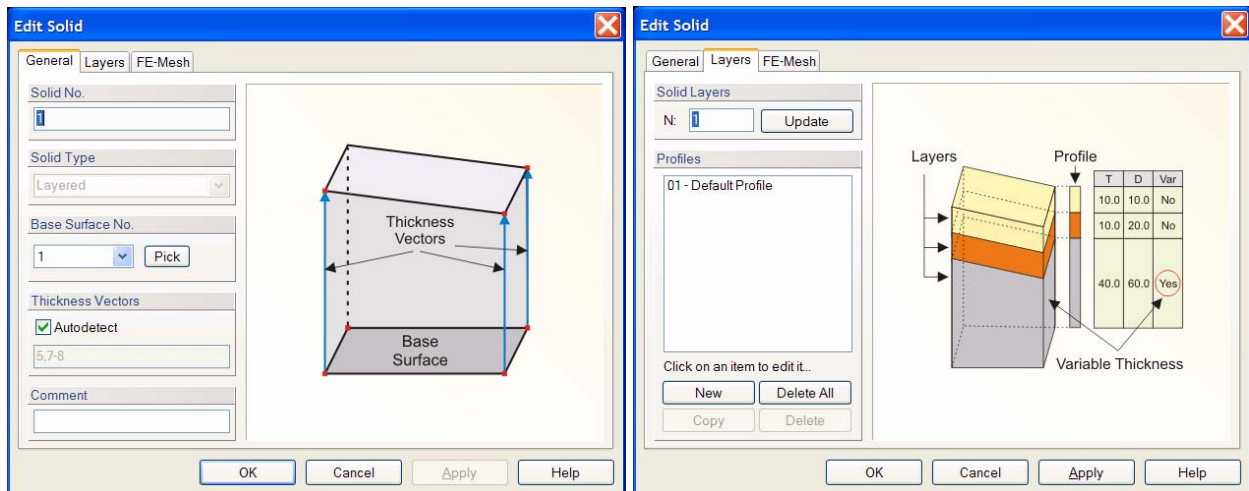 Edit Solid
General Layers FE-Mesh
Solid No.
1
Solid Type
Layered
Base Surface No.
1 Pick
Thickness Vectors
Autodetect
5,7-8
Comment
Thickness
Vectors
Base
Surface
OK Cancel Apply Help
Edit Solid
General Layers FE-Mesh
Solid Layers
N: 1 Update
Profiles
01 - Default Profile
Click on an item to edit it...
New Delete All
Copy Delete
Layers Profile
T D Var
10.0 10.0 No
10.0 20.0 No
40.0 60.0 Yes
Variable Thickness
OK Cancel Apply Help